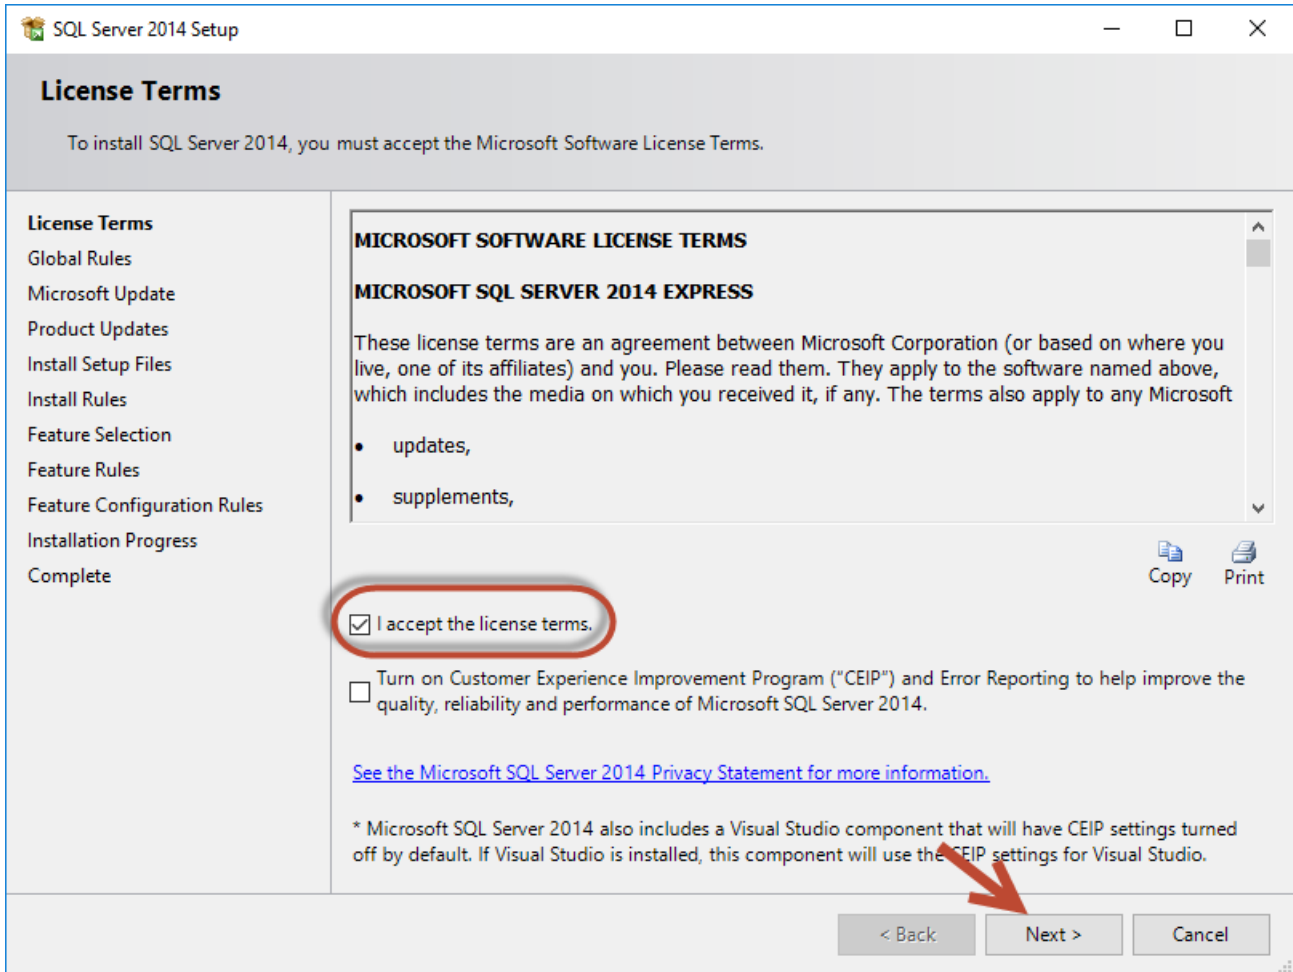 SQL Server 2014 Setup
License Terms
To install SQL Server 2014, you must accept the Microsoft Software License Terms.
License Terms
Global Rules
Microsoft Update
Product Updates
Install Setup Files
Install Rules
Feature Selection
Feature Rules
Feature Configuration Rules
Installation Progress
Complete
MICROSOFT SOFTWARE LICENSE TERMS
MICROSOFT SQL SERVER 2014 EXPRESS
These license terms are an agreement between Microsoft Corporation (or based on where you
live, one of its affiliates) and you. Please read them. They apply to the software named above,
which includes the media on which you received it, if any. The terms also apply to any Microsoft
• updates,
• supplements,
Copy
Print
I accept the license terms.
Turn on Customer Experience Improvement Program ("CEIP") and Error Reporting to help improve the
quality, reliability and performance of Microsoft SQL Server 2014.
See the Microsoft SQL Server 2014 Privacy Statement for more information.
* Microsoft SQL Server 2014 also includes a Visual Studio component that will have CEIP settings turned
off by default. If Visual Studio is installed, this component will use the CEIP settings for Visual Studio.
< Back
Next >
Cancel